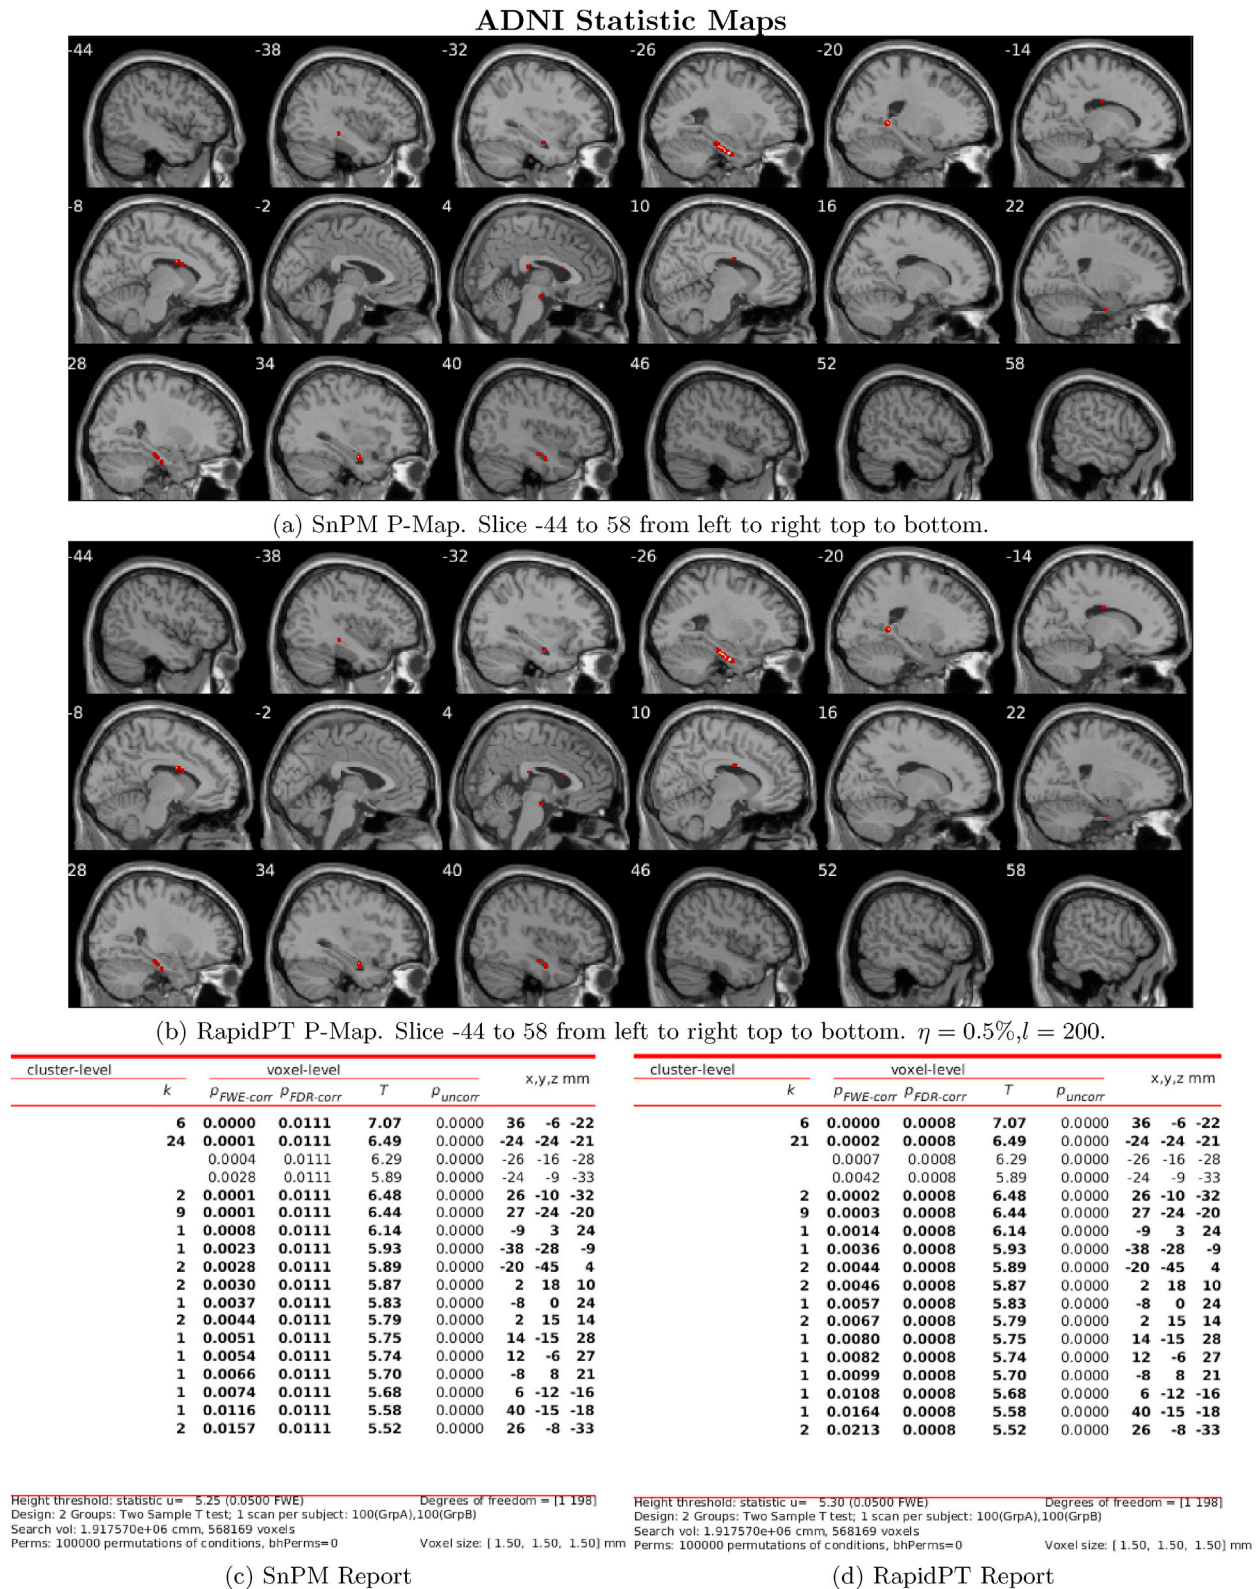 ADNI Statistic Maps
-44 -38 -32 -26 -20 -14
-8 -2 4 10 16 22
28 34 40 46 52 58
(a) SnPM P-Map. Slice -44 to 58 from left to right top to bottom.
-44 -38 -32 -26 -20 -14
-8 -2 4 10 16 22
28 34 40 46 52 58
(b) RapidPT P-Map. Slice -44 to 58 from left to right top to bottom. η = 0.5%,l = 200.
cluster-level voxel-level x,y,z mm
k pFWE-corr pFDR-corr T puncorr
6 0.0000 0.0111 7.07 0.0000 36 -6 -22
24 0.0001 0.0111 6.49 0.0000 -24 -24 -21
0.0004 0.0111 6.29 0.0000 -26 -16 -28
0.0028 0.0111 5.89 0.0000 -24 -9 -33
2 0.0001 0.0111 6.48 0.0000 26 -10 -32
9 0.0001 0.0111 6.44 0.0000 27 -24 -20
1 0.0008 0.0111 6.14 0.0000 -9 3 24
1 0.0023 0.0111 5.93 0.0000 -38 -28 -9
2 0.0028 0.0111 5.89 0.0000 -20 -45 4
2 0.0030 0.0111 5.87 0.0000 2 18 10
1 0.0037 0.0111 5.83 0.0000 -8 0 24
2 0.0044 0.0111 5.79 0.0000 2 15 14
1 0.0051 0.0111 5.75 0.0000 14 -15 28
1 0.0054 0.0111 5.74 0.0000 12 -6 27
1 0.0066 0.0111 5.70 0.0000 -8 8 21
1 0.0074 0.0111 5.68 0.0000 6 -12 -16
1 0.0116 0.0111 5.58 0.0000 40 -15 -18
2 0.0157 0.0111 5.52 0.0000 26 -8 -33
Height threshold: statistic u= 5.25 (0.0500 FWE) Degrees of freedom = [1 198]
Design: 2 Groups: Two Sample T test; 1 scan per subject: 100(GrpA),100(GrpB)
Search vol: 1.917570e+06 cmm, 568169 voxels
Perms: 100000 permutations of conditions, bhPerms=0 Voxel size: [ 1.50, 1.50, 1.50] mm
(c) SnPM Report
cluster-level voxel-level x,y,z mm
k pFWE-corr pFDR-corr T puncorr
6 0.0000 0.0008 7.07 0.0000 36 -6 -22
21 0.0002 0.0008 6.49 0.0000 -24 -24 -21
0.0007 0.0008 6.29 0.0000 -26 -16 -28
0.0042 0.0008 5.89 0.0000 -24 -9 -33
2 0.0002 0.0008 6.48 0.0000 26 -10 -32
9 0.0003 0.0008 6.44 0.0000 27 -24 -20
1 0.0014 0.0008 6.14 0.0000 -9 3 24
1 0.0036 0.0008 5.93 0.0000 -38 -28 -9
2 0.0044 0.0008 5.89 0.0000 -20 -45 4
2 0.0046 0.0008 5.87 0.0000 2 18 10
1 0.0057 0.0008 5.83 0.0000 -8 0 24
2 0.0067 0.0008 5.79 0.0000 2 15 14
1 0.0080 0.0008 5.75 0.0000 14 -15 28
1 0.0082 0.0008 5.74 0.0000 12 -6 27
1 0.0099 0.0008 5.70 0.0000 -8 8 21
1 0.0108 0.0008 5.68 0.0000 6 -12 -16
1 0.0164 0.0008 5.58 0.0000 40 -15 -18
2 0.0213 0.0008 5.52 0.0000 26 -8 -33
Height threshold: statistic u= 5.30 (0.0500 FWE) Degrees of freedom = [1 198]
Design: 2 Groups: Two Sample T test; 1 scan per subject: 100(GrpA),100(GrpB)
Search vol: 1.917570e+06 cmm, 568169 voxels
Perms: 100000 permutations of conditions, bhPerms=0 Voxel size: [ 1.50, 1.50, 1.50] mm
(d) RapidPT Report